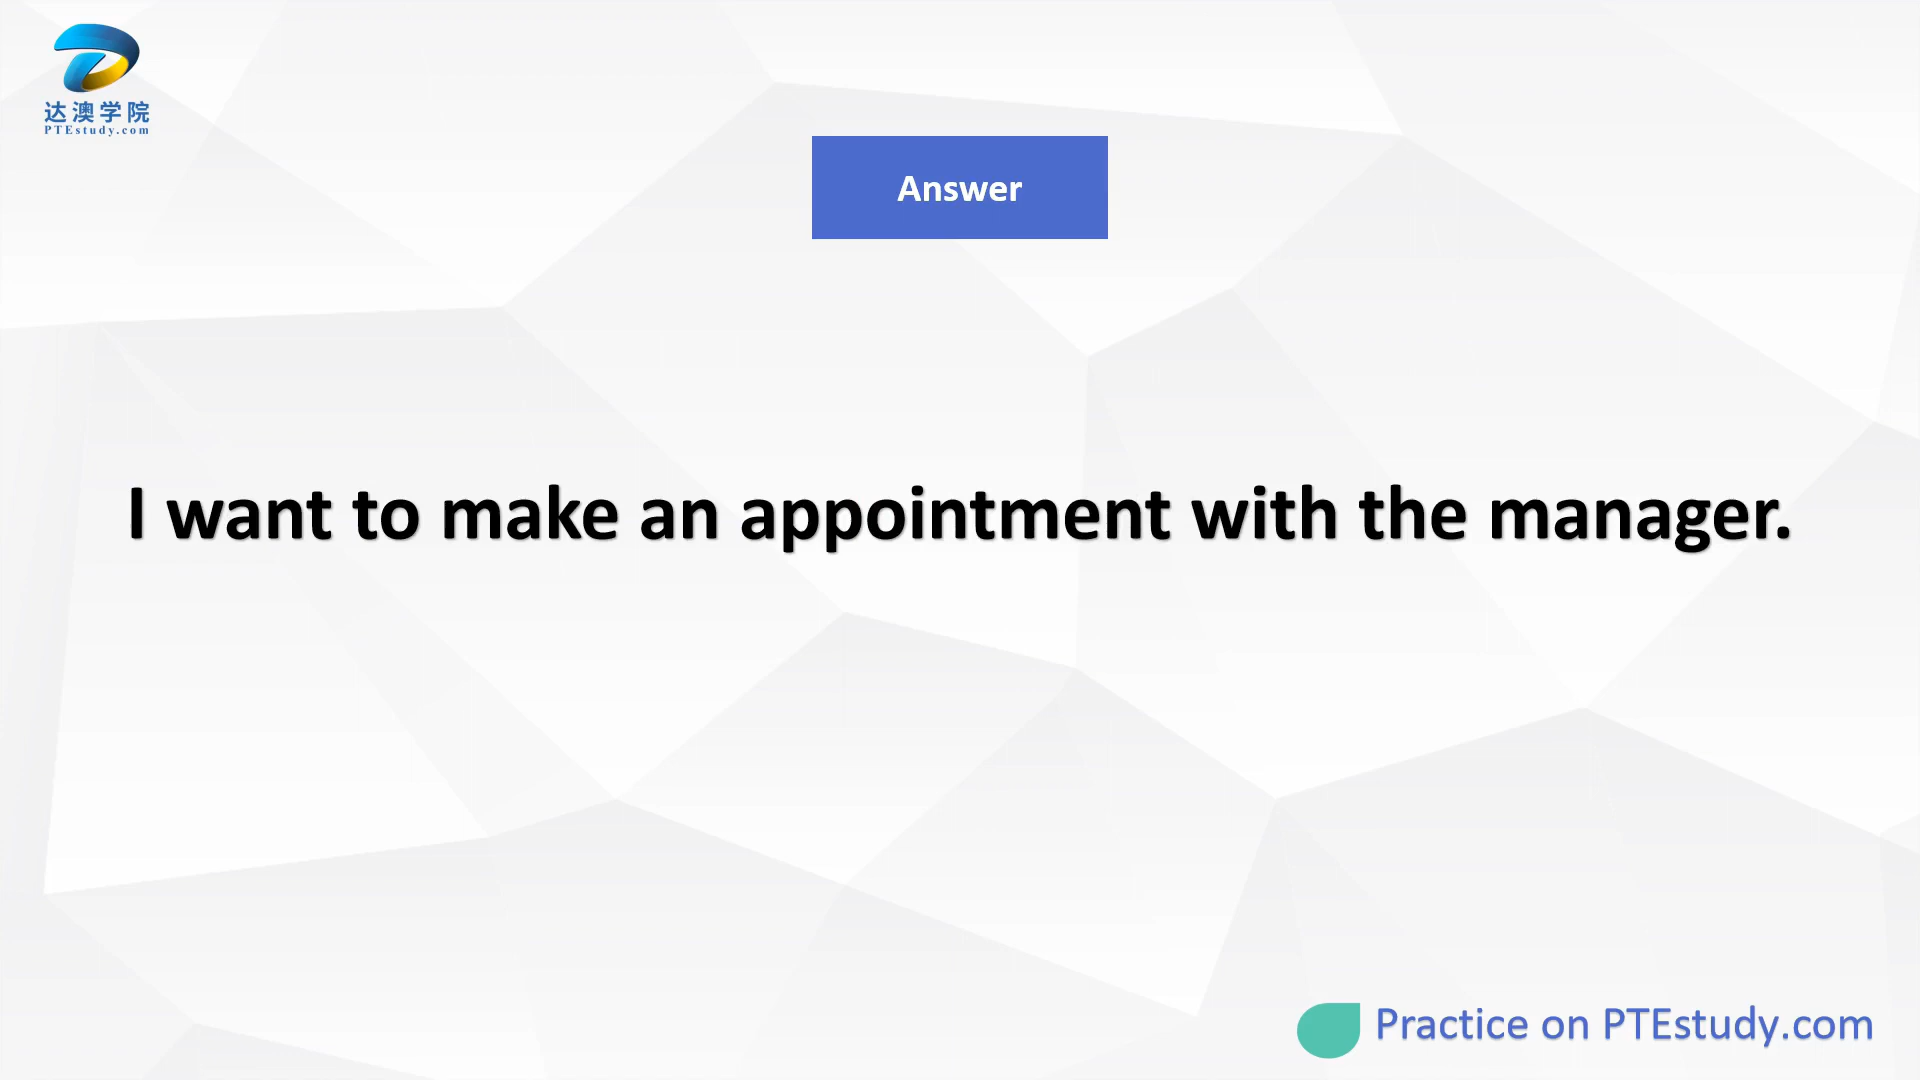 达澳学院
PTEstudy.com
Answer
I want to make an appointment with the manager.
Practice on PTEstudy.com